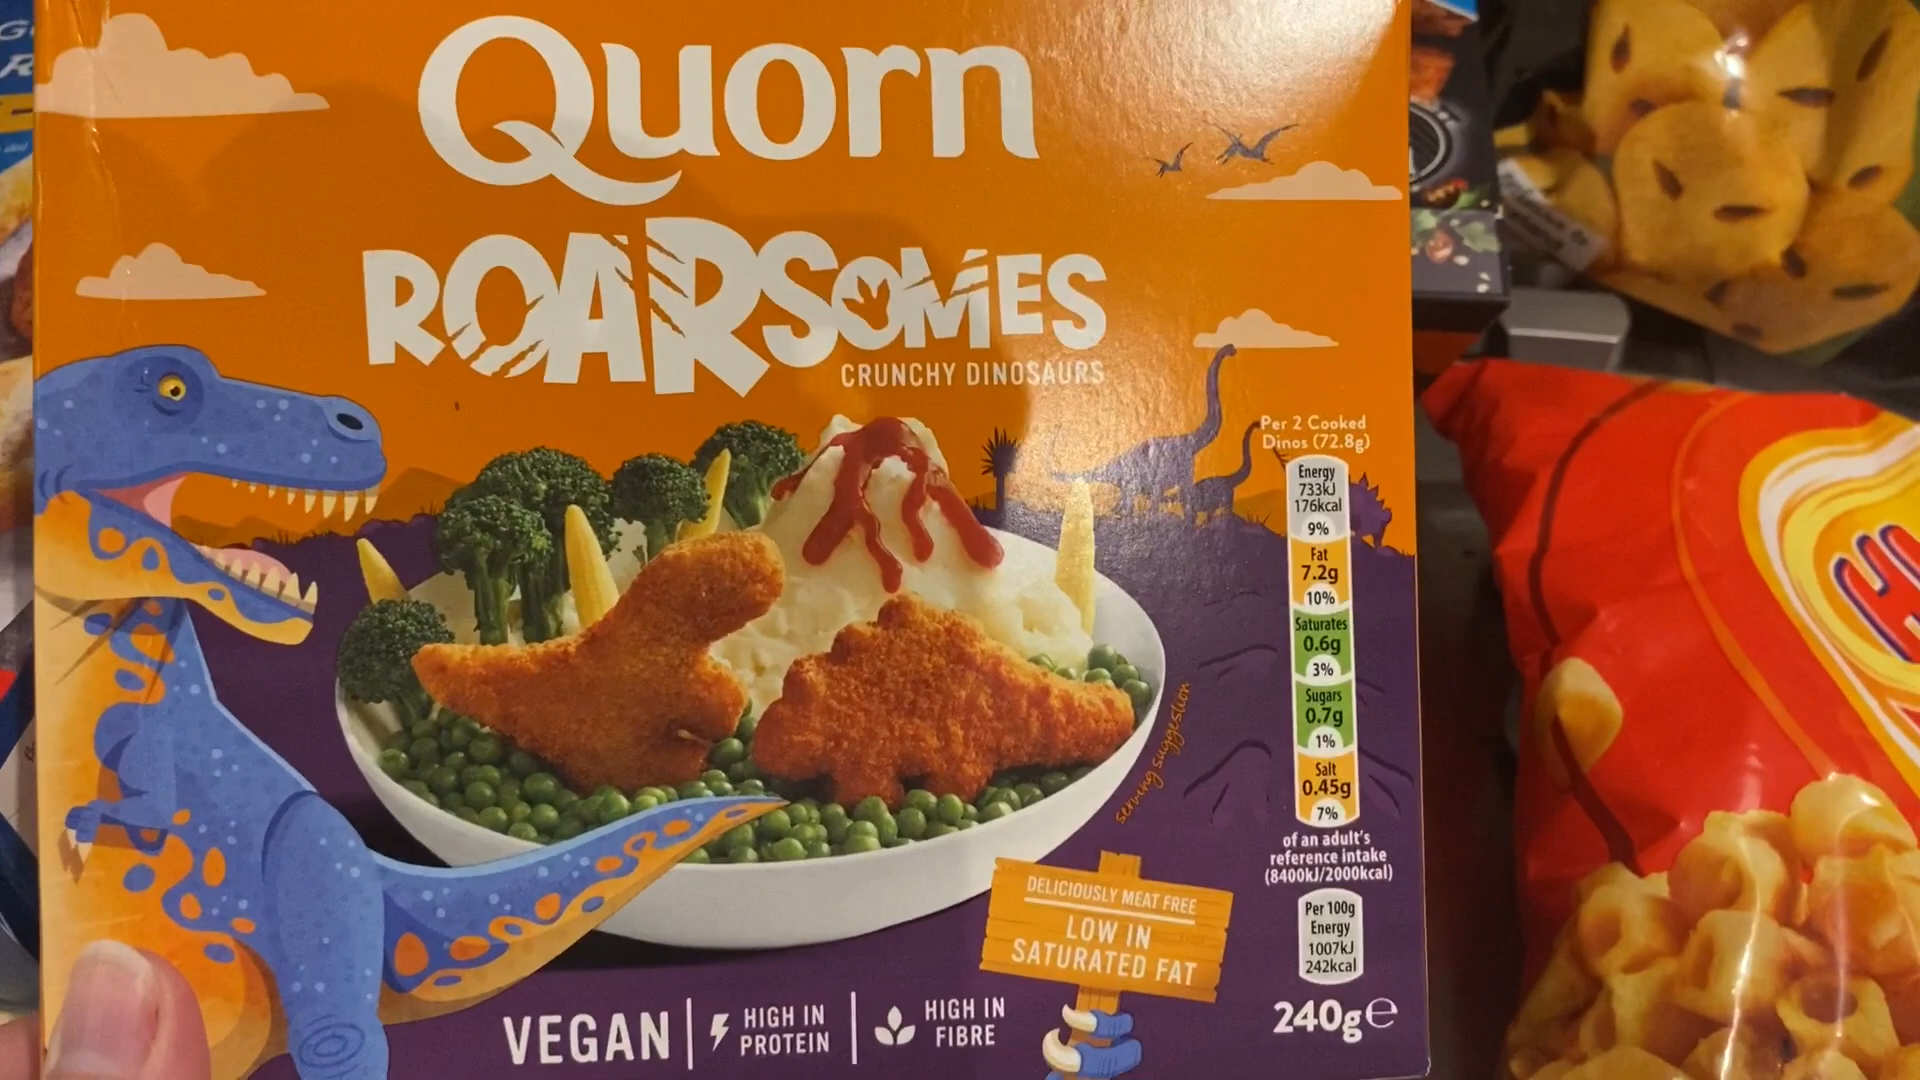 Quorn
ROARSOMES
CRUNCHY DINOSAURS
Per 2 Cooked
Dinos (72.8g)
Energy
733kJ
176kcal
9%
Fat
7.2g
10%
Saturates
0.6g
3%
Sugars
0.7g
1%
Salt
0.45g
7%
of an adult's
reference intake
(8400kJ/2000kcal)
Per 100g
Energy
1007kJ
242kcal
240g℮
serving suggestion
DELICIOUSLY MEAT FREE
LOW IN
SATURATED FAT
VEGAN
HIGH IN
PROTEIN
HIGH IN
FIBRE